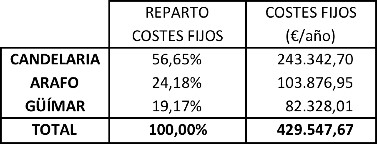 REPARTO COSTES FIJOS
COSTES FIJOS (€/año)
CANDELARIA 56,65% 243.342,70
ARAFO 24,18% 103.876,95
GÜÍMAR 19,17% 82.328,01
TOTAL 100,00% 429.547,67